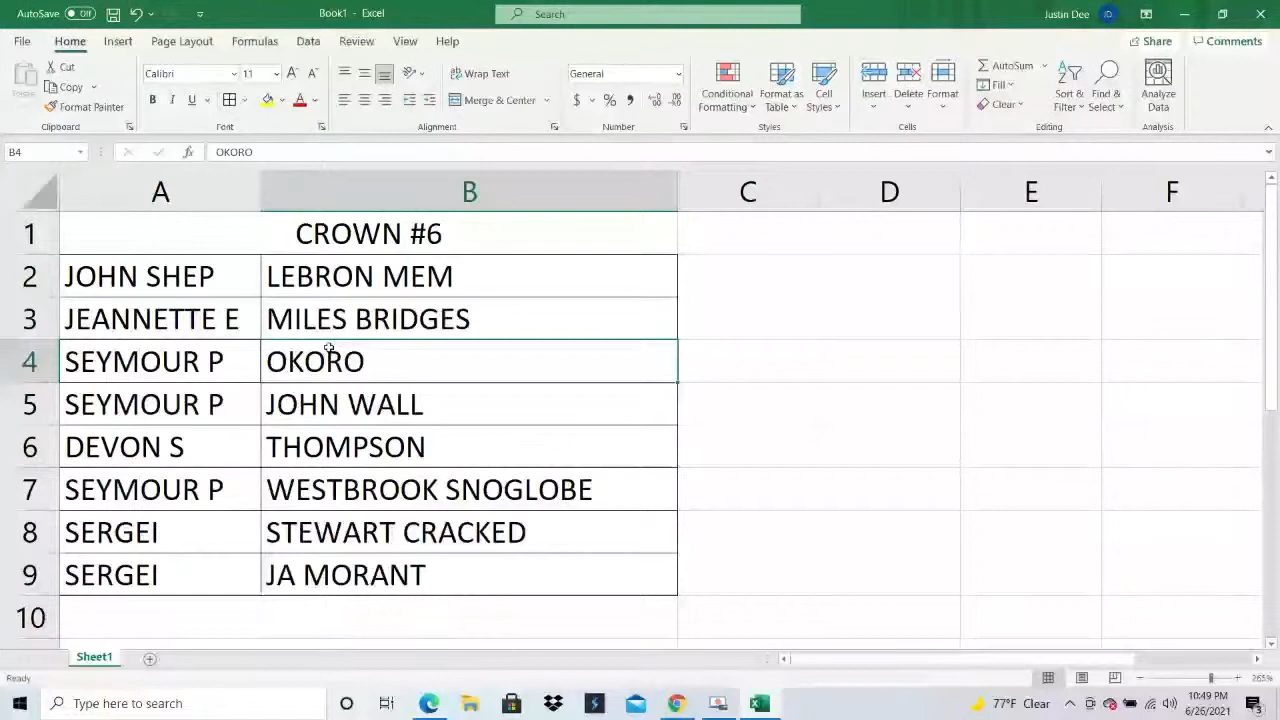 AutoSave Off Book1 - Excel Search Justin Dee JD
File Home Insert Page Layout Formulas Data Review View Help Share Comments
Cut
Copy
Format Painter
Clipboard
Calibri 11
B I U
Font
Wrap Text
Merge & Center
Alignment
General
$ % 9
Number
Conditional Formatting
Format as Table
Cell Styles
Styles
Insert Delete Format
Cells
AutoSum
Fill
Clear
Sort & Filter
Find & Select
Editing
Analyze Data
Analysis
B4 fx OKORO
A B C D E F
1 CROWN #6
2 JOHN SHEP LEBRON MEM
3 JEANNETTE E MILES BRIDGES
4 SEYMOUR P OKORO
5 SEYMOUR P JOHN WALL
6 DEVON S THOMPSON
7 SEYMOUR P WESTBROOK SNOGLOBE
8 SERGEI STEWART CRACKED
9 SERGEI JA MORANT
10
Sheet1
Ready 265%
Type here to search 77°F Clear 10:49 PM
6/26/2021